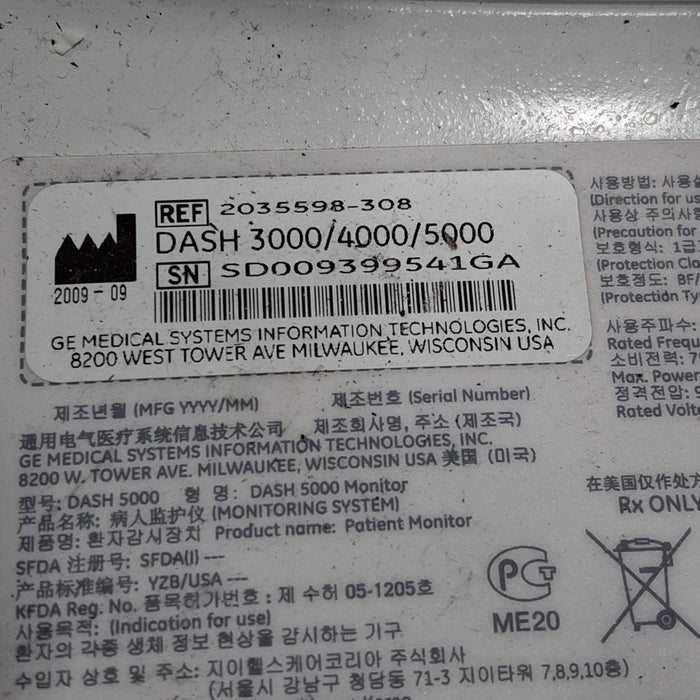 REF 2035598-308
DASH 3000/4000/5000
SN SD009399541GA
2009-09
GE MEDICAL SYSTEMS INFORMATION TECHNOLOGIES, INC.
8200 WEST TOWER AVE MILWAUKEE, WISCONSIN USA
제조년월 (MFG YYYY/MM) 제조번호 (Serial Number)
通用电气医疗系统信息技术公司 제조회사명, 주소 (제조국)
GE MEDICAL SYSTEMS INFORMATION TECHNOLOGIES, INC.
8200 W. TOWER AVE. MILWAUKEE, WISCONSIN USA 美国 (미국)
型号: DASH 5000 형 명: DASH 5000 Monitor
产品名称: 病人监护仪 (MONITORING SYSTEM)
제품명: 환자감시장치 Product name: Patient Monitor
SFDA 注册号: SFDA(I) ---
产品标准编号: YZB/USA ---
KFDA Reg. No. 품목허가번호 : 제 수허 05-1205호
사용목적: (Indication for use)
환자의 각종 생체 정보 현상을 감시하는 기구
수입자 상호 및 주소: 지이헬스케어코리아 주식회사
(서울시 강남구 청담동 71-3 지이타워 7,8,9,10층)
사용방법: 사용설
(Direction for us
사용상 주의사항
(Precaution for
보호형식: 1급
(Protection Cla
보호정도: BF/
(Protection Ty
사용주파수:
Rated Frequ
소비전력: 7
Max. Power
정격전압: 9
Rated Volt
在美国仅作处方
Rx ONLY
PCT
ME20